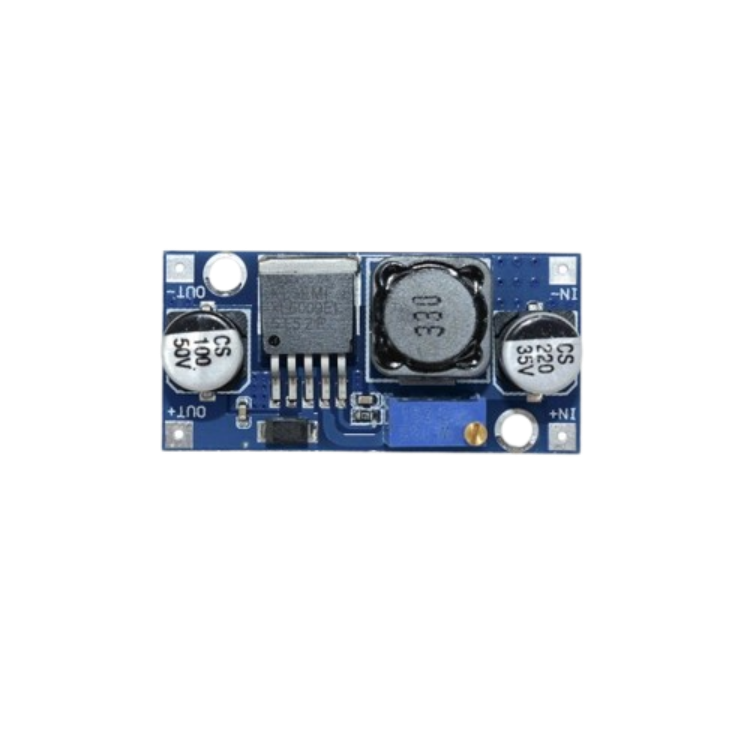 OUT-
IN-
CS
100
50V
330
CS
220
35V
OUT+
IN+